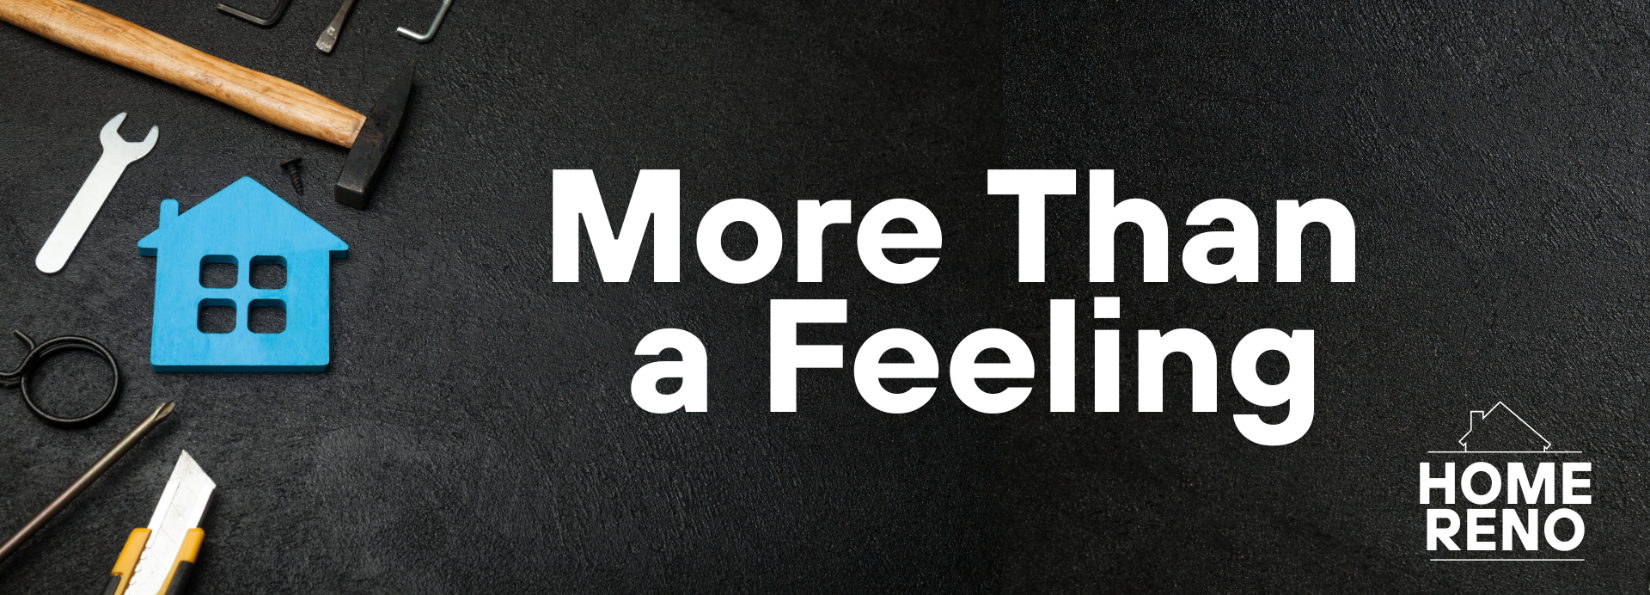 More Than
a Feeling
HOME
RENO